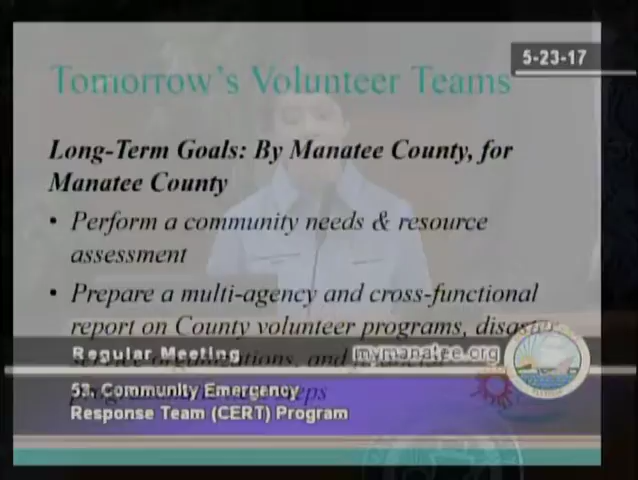 5-23-17
Tomorrow's Volunteer Teams
Long-Term Goals: By Manatee County, for
Manatee County
• Perform a community needs & resource
assessment
• Prepare a multi-agency and cross-functional
report on County volunteer programs,
Regular Meeting
mymanatee.org
and
53. Community Emergency
Response Team (CERT) Program